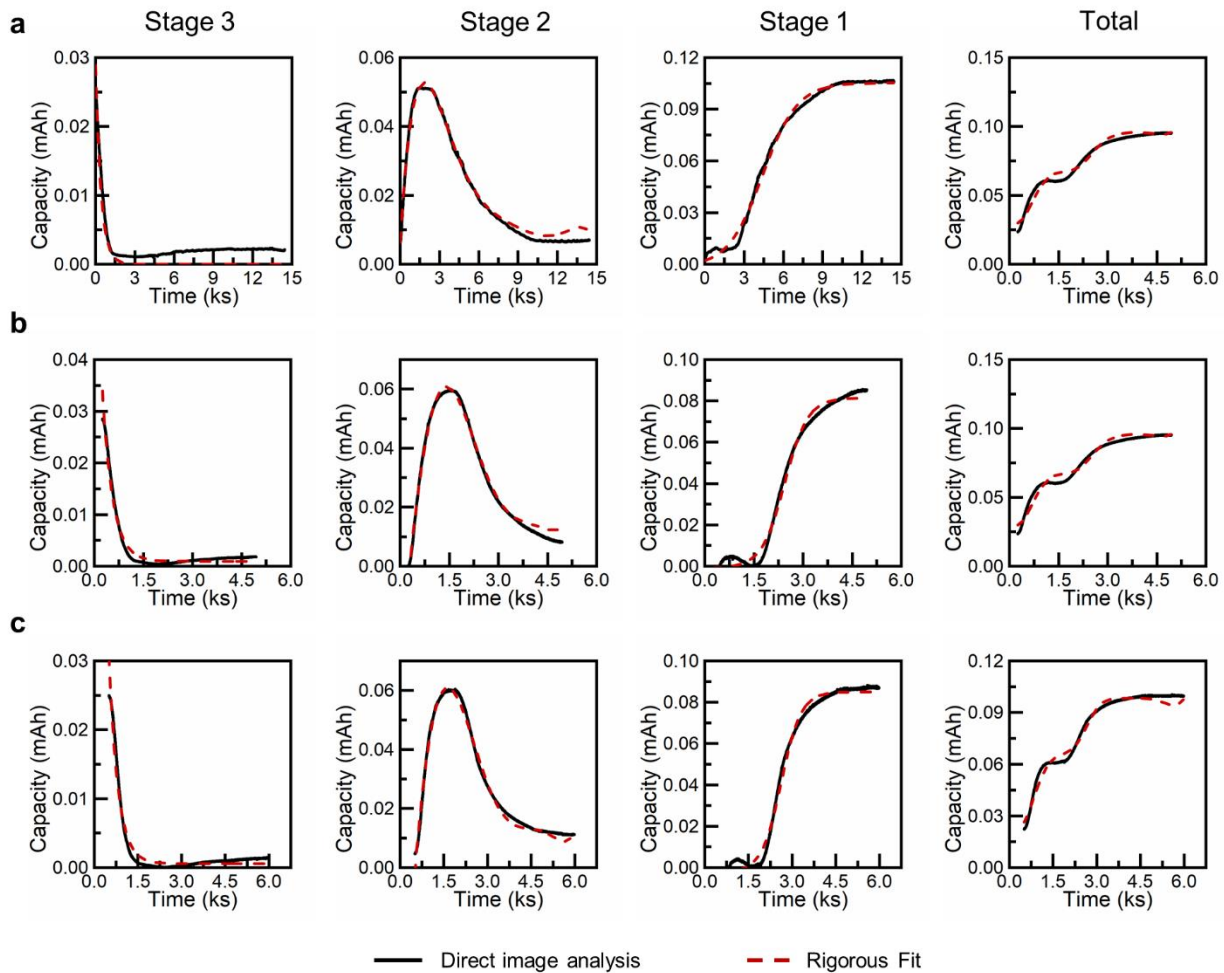 a
Stage 3
Stage 2
Stage 1
Total
Capacity (mAh)
0.03
0.02
0.01
0.00
0 3 6 9 12 15
Time (ks)
Capacity (mAh)
0.06
0.04
0.02
0.00
0 3 6 9 12 15
Time (ks)
Capacity (mAh)
0.12
0.09
0.06
0.03
0.00
0 3 6 9 12 15
Time (ks)
Capacity (mAh)
0.15
0.10
0.05
0.00
0.0 1.5 3.0 4.5 6.0
Time (ks)
b
Capacity (mAh)
0.04
0.03
0.02
0.01
0.00
0.0 1.5 3.0 4.5 6.0
Time (ks)
Capacity (mAh)
0.06
0.04
0.02
0.00
0.0 1.5 3.0 4.5 6.0
Time (ks)
Capacity (mAh)
0.10
0.08
0.06
0.04
0.02
0.00
0.0 1.5 3.0 4.5 6.0
Time (ks)
Capacity (mAh)
0.15
0.10
0.05
0.00
0.0 1.5 3.0 4.5 6.0
Time (ks)
c
Capacity (mAh)
0.03
0.02
0.01
0.00
0.0 1.5 3.0 4.5 6.0
Time (ks)
Capacity (mAh)
0.06
0.04
0.02
0.00
0.0 1.5 3.0 4.5 6.0
Time (ks)
Capacity (mAh)
0.10
0.08
0.06
0.04
0.02
0.00
0.0 1.5 3.0 4.5 6.0
Time (ks)
Capacity (mAh)
0.12
0.09
0.06
0.03
0.00
0.0 1.5 3.0 4.5 6.0
Time (ks)
Direct image analysis
Rigorous Fit